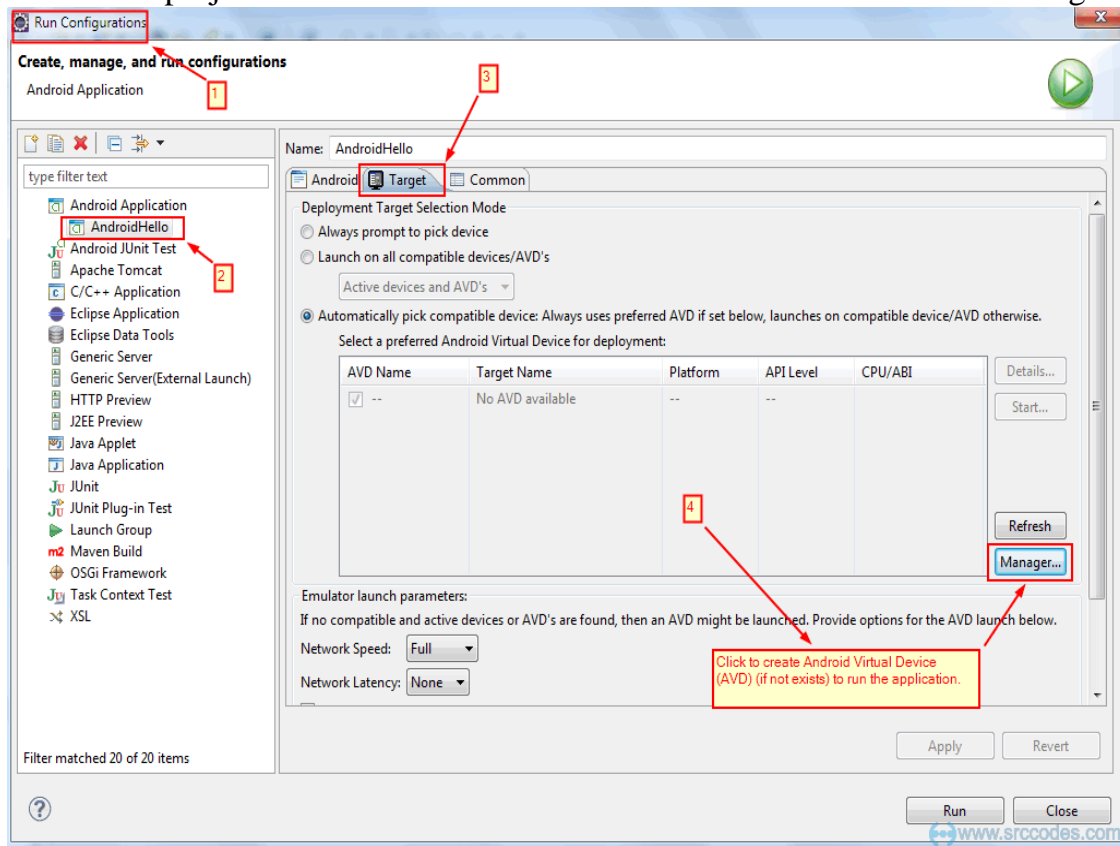 Run Configurations
Create, manage, and run configurations
Android Application
1
3
type filter text
Android Application
AndroidHello
Android JUnit Test
2
Apache Tomcat
C/C++ Application
Eclipse Application
Eclipse Data Tools
Generic Server
Generic Server(External Launch)
HTTP Preview
J2EE Preview
Java Applet
Java Application
JUnit
JUnit Plug-in Test
Launch Group
m2 Maven Build
OSGi Framework
Task Context Test
XSL
Filter matched 20 of 20 items
Name: AndroidHello
Android Target Common
Deployment Target Selection Mode
Always prompt to pick device
Launch on all compatible devices/AVD's
Active devices and AVD's
Automatically pick compatible device: Always uses preferred AVD if set below, launches on compatible device/AVD otherwise.
Select a preferred Android Virtual Device for deployment:
AVD Name Target Name Platform API Level CPU/ABI
-- No AVD available -- --
Details...
Start...
4
Refresh
Manager...
Emulator launch parameters:
If no compatible and active devices or AVD's are found, then an AVD might be launched. Provide options for the AVD launch below.
Network Speed: Full
Network Latency: None
Click to create Android Virtual Device
(AVD) (if not exists) to run the application.
Apply Revert
Run Close
www.srccodes.com